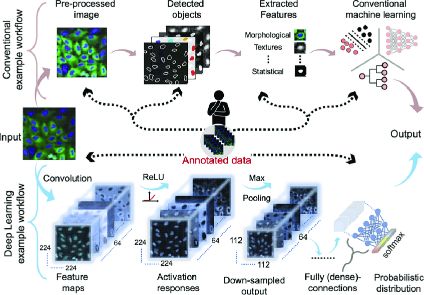 Conventional
example workflow
Pre-processed
image
Detected
objects
Extracted
Features
Conventional
machine learning
Morphological
Textures
Statistical
Input
Annotated data
Output
Deep Learning
example workflow
Convolution
ReLU
Max
Pooling
224
224
64
224
224
64
112
112
64
softmax
Feature
maps
Activation
responses
Down-sampled
output
Fully (dense)-
connections
Probabilistic
distribution